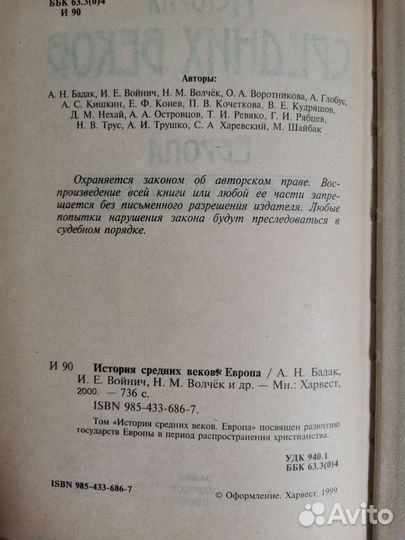 ББК 63.3(0)4
И 90
СРЕДНИХ ВЕКОВ
Авторы:
А. Н. Бадак, И. Е. Войнич, Н. М. Волчёк, О. А. Воротникова, А. Глобус,
А. С. Кишкин, Е. Ф. Конев, П. В. Кочеткова, В. Е. Кудряшов,
Д. М. Нехай, А. А. Островцов, Т. И. Ревяко, Г. И. Рябцев,
Н. В. Трус, А. И. Трушко, С. А Харевский, М. Шайбак
ЕВРОПА
Охраняется законом об авторском праве. Вос-
произведение всей книги или любой ее части запре-
щается без письменного разрешения издателя. Любые
попытки нарушения закона будут преследоваться в
судебном порядке.
И 90 История средних веков. Европа / А. Н. Бадак,
И. Е. Войнич, Н. М. Волчёк и др. — Мн.: Харвест,
2000. — 736 с.
ISBN 985-433-686-7.
Том «История средних веков. Европа» посвящен развитию
государств Европы в период распространения христианства.
УДК 940.1
ББК 63.3(0)4
ISBN 985-433-686-7
© Оформление. Харвест, 1999
Avito